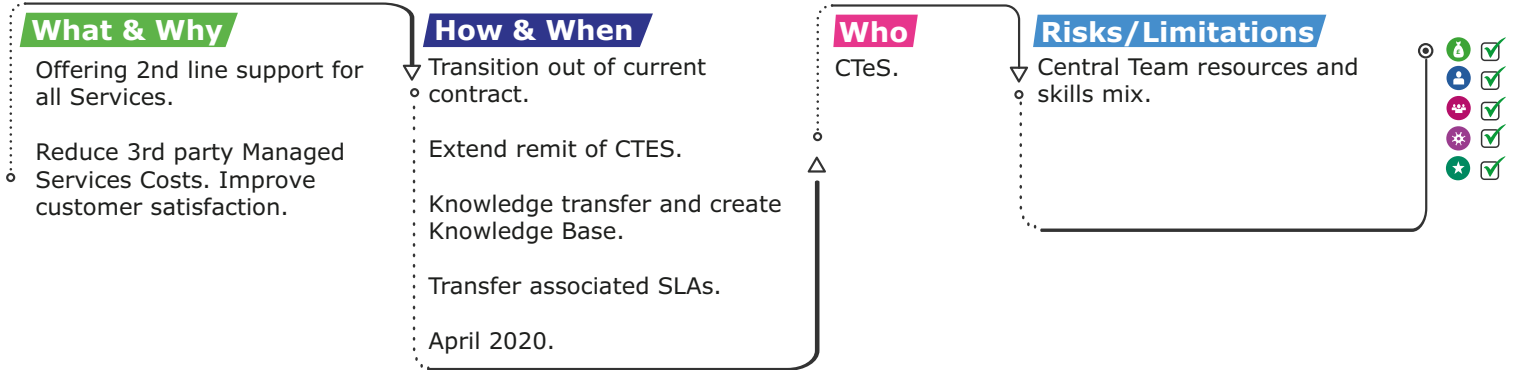 What & Why
Offering 2nd line support for
all Services.
Reduce 3rd party Managed
Services Costs. Improve
customer satisfaction.
How & When
Transition out of current
contract.
Extend remit of CTES.
Knowledge transfer and create
Knowledge Base.
Transfer associated SLAs.
April 2020.
Who
CTeS.
Risks/Limitations
Central Team resources and
skills mix.